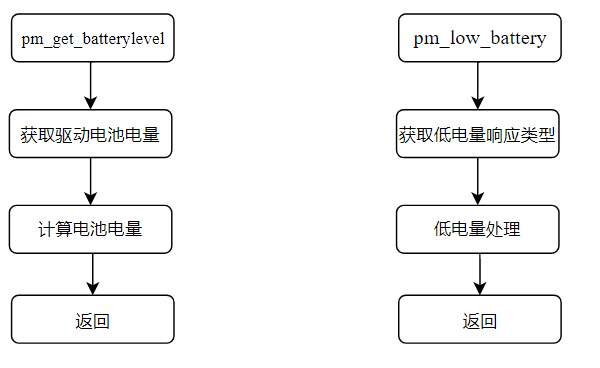 pm_get_batterylevel
获取驱动电池电量
计算电池电量
返回
pm_low_battery
获取低电量响应类型
低电量处理
返回